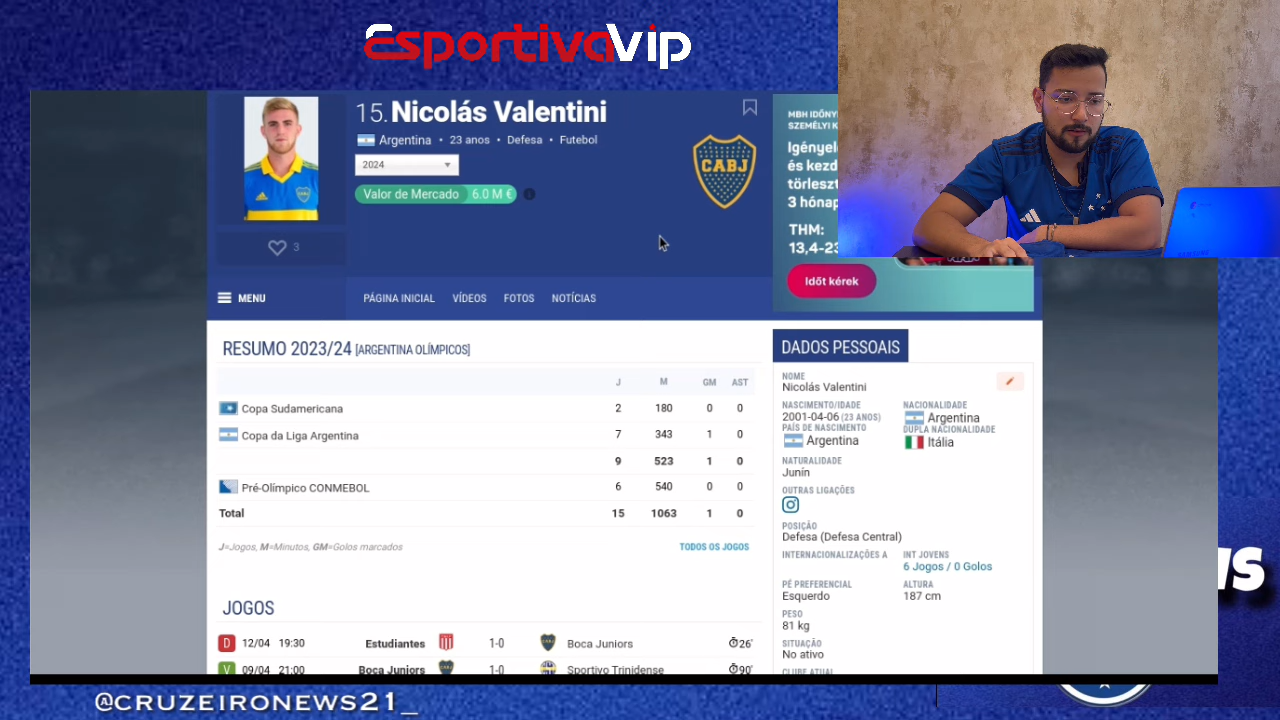 EsportivaVip
15. Nicolás Valentini
Argentina • 23 anos • Defesa • Futebol
2024
Valor de Mercado 6.0 M €
3
CABJ
MENU
PÁGINA INICIAL VÍDEOS FOTOS NOTÍCIAS
MBH IDŐNY
SZEMÉLYI K
Igényel
és kezd
törleszt
3 hónap
THM:
13,4-23
Időt kérek
RESUMO 2023/24 [ARGENTINA OLÍMPICOS]
J M GM AST
Copa Sudamericana 2 180 0 0
Copa da Liga Argentina 7 343 1 0
9 523 1 0
Pré-Olímpico CONMEBOL 6 540 0 0
Total 15 1063 1 0
J=Jogos, M=Minutos, GM=Golos marcados
TODOS OS JOGOS
JOGOS
D 12/04 19:30 Estudiantes 1-0 Boca Juniors 26'
V 09/04 21:00 Boca Juniors 1-0 Sportivo Trinidense 90'
DADOS PESSOAIS
NOME
Nicolás Valentini
NASCIMENTO/IDADE
2001-04-06 (23 ANOS)
NACIONALIDADE
Argentina
PAÍS DE NASCIMENTO
Argentina
DUPLA NACIONALIDADE
Itália
NATURALIDADE
Junín
OUTRAS LIGAÇÕES
POSIÇÃO
Defesa (Defesa Central)
INTERNACIONALIZAÇÕES A
INT JOVENS
6 Jogos / 0 Golos
PÉ PREFERENCIAL
Esquerdo
ALTURA
187 cm
PESO
81 kg
SITUAÇÃO
No ativo
CLUBE ATUAL
WS
@CRUZEIRONEWS21_